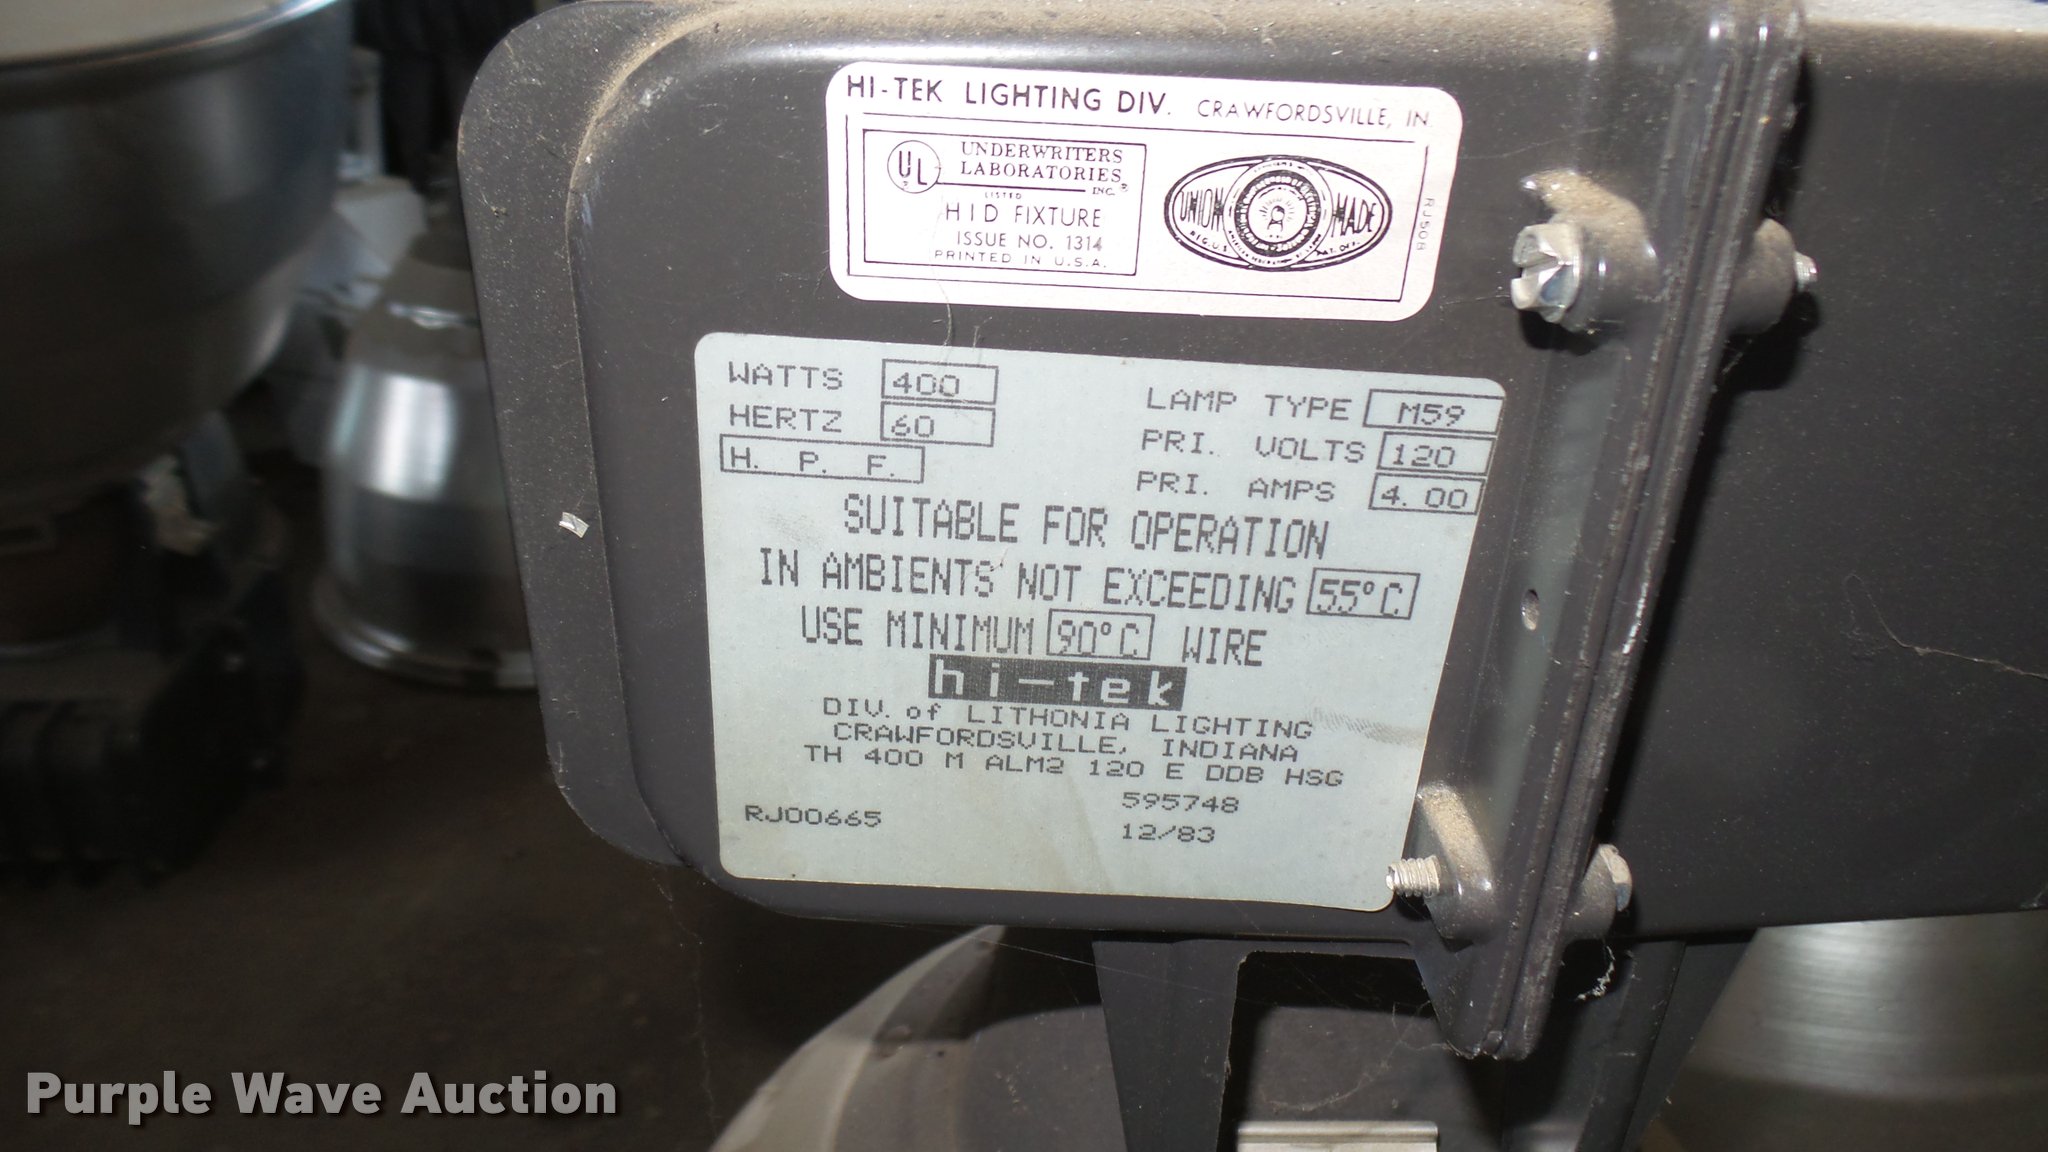 HI-TEK LIGHTING DIV. CRAWFORDSVILLE, IN
UL
UNDERWRITERS
LABORATORIES
INC.®
LISTED
HID FIXTURE
ISSUE NO. 1314
PRINTED IN U.S.A.
UNION MADE
RJ508
WATTS 400
HERTZ 60
H. P. F.
LAMP TYPE M59
PRI. VOLTS 120
PRI. AMPS 4.00
SUITABLE FOR OPERATION
IN AMBIENTS NOT EXCEEDING 55°C
USE MINIMUM 90°C WIRE
hi-tek
DIV. of LITHONIA LIGHTING
CRAWFORDSVILLE, INDIANA
TH 400 M ALM2 120 E DDB HSG
595748
RJ00665 12/83
Purple Wave Auction